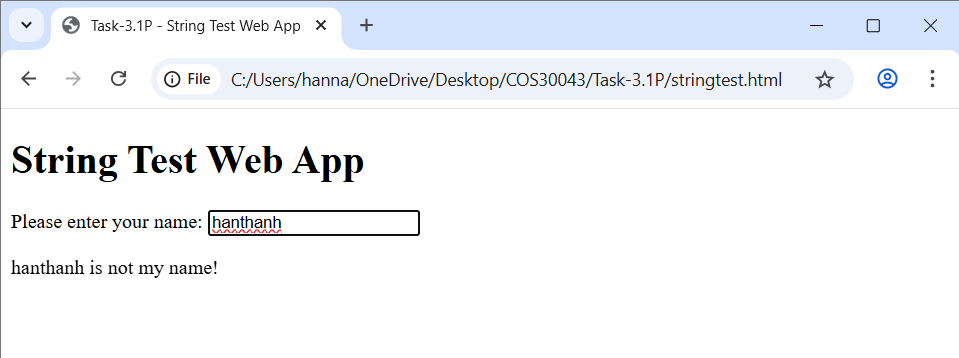 Task-3.1P - String Test Web App
File C:/Users/hanna/OneDrive/Desktop/COS30043/Task-3.1P/stringtest.html
String Test Web App
Please enter your name: hanthanh
hanthanh is not my name!